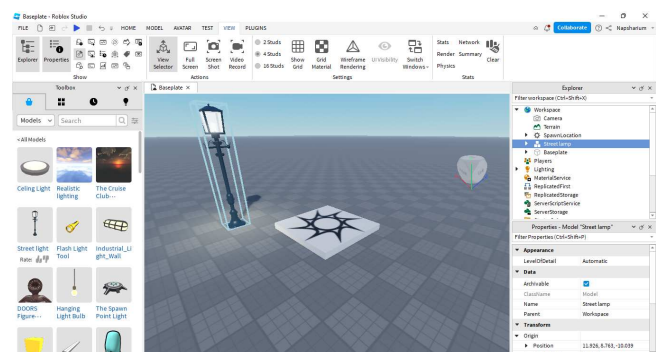 Baseplate - Roblox Studio
FILE
HOME MODEL AVATAR TEST VIEW PLUGINS
Collaborate
Napsharium
Explorer
Properties
Show
View Selector
Full Screen
Screen Shot
Video Record
Actions
2 Studs
4 Studs
16 Studs
Show Grid
Grid Material
Wireframe Rendering
UI Visibility
Switch Windows
Settings
Stats Network
Render Summary
Physics
Clear
Stats
Toolbox
Baseplate ×
Models
Search
< All Models
Celing Light
Realistic lighting
The Cruise Club...
Street light
Rate:
Flash Light Tool
Industrial_Light_Wall
DOORS Figure...
Hanging Light Bulb
The Spawn Point Light
Explorer
Filter workspace (Ctrl+Shift+X)
Workspace
Camera
Terrain
SpawnLocation
Street lamp
Baseplate
Players
Lighting
MaterialService
ReplicatedFirst
ReplicatedStorage
ServerScriptService
ServerStorage
Properties - Model "Street lamp"
Filter Properties (Ctrl+Shift+P)
Appearance
LevelOfDetail Automatic
Data
Archivable
ClassName Model
Name Street lamp
Parent Workspace
Transform
Origin
Position 11.926, 8.763, -10.039